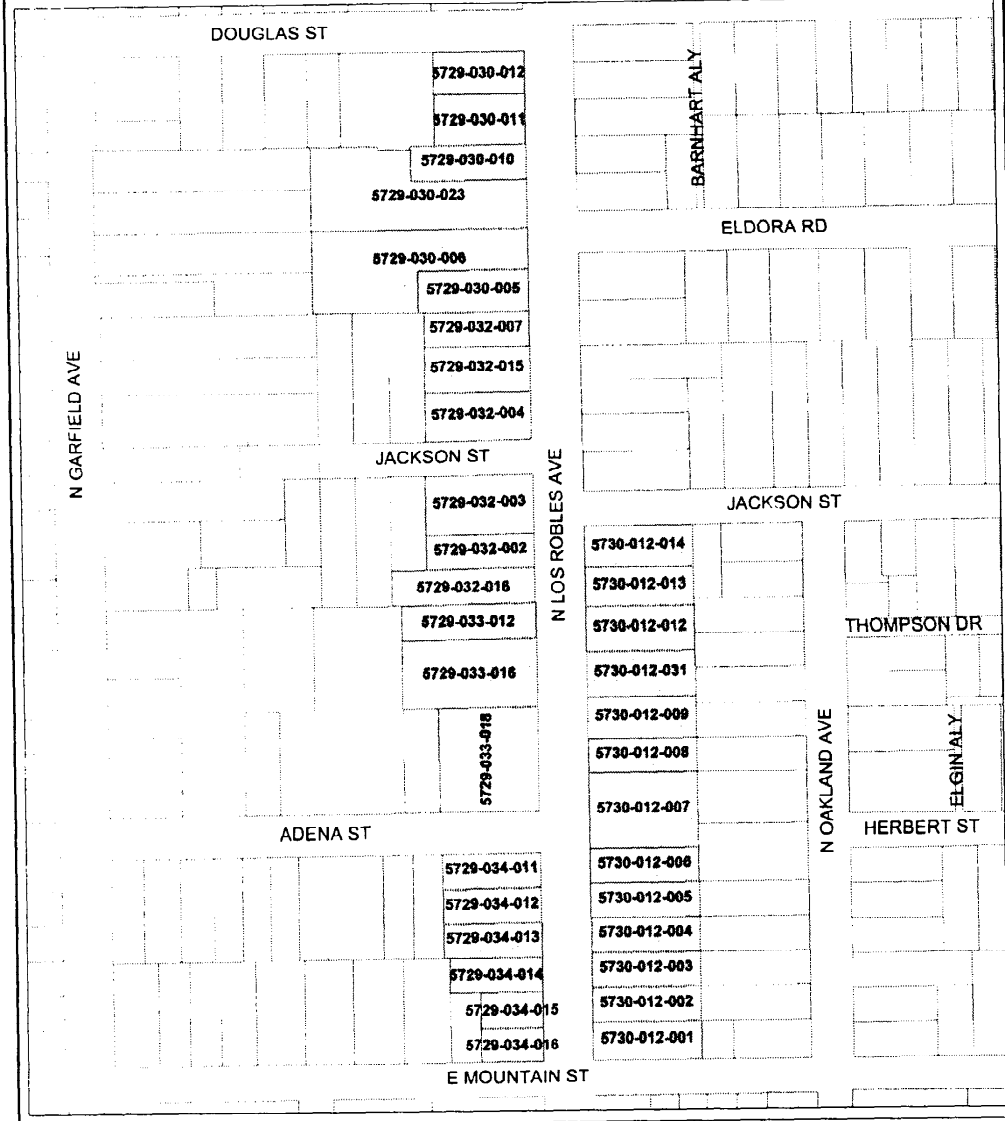 DOUGLAS ST
BARNHART ALY
5729-030-012
5729-030-011
5729-030-010
5729-030-023
ELDORA RD
5729-030-006
5729-030-005
5729-032-007
5729-032-015
5729-032-004
N GARFIELD AVE
JACKSON ST
N LOS ROBLES AVE
JACKSON ST
5729-032-003
5729-032-002
5729-032-016
5729-033-012
5729-033-016
5729-033-018
5730-012-014
5730-012-013
5730-012-012
5730-012-031
5730-012-009
5730-012-008
5730-012-007
5730-012-006
5730-012-005
5730-012-004
5730-012-003
5730-012-002
5730-012-001
THOMPSON DR
N OAKLAND AVE
ELGIN ALY
HERBERT ST
ADENA ST
5729-034-011
5729-034-012
5729-034-013
5729-034-014
5729-034-015
5729-034-016
E MOUNTAIN ST